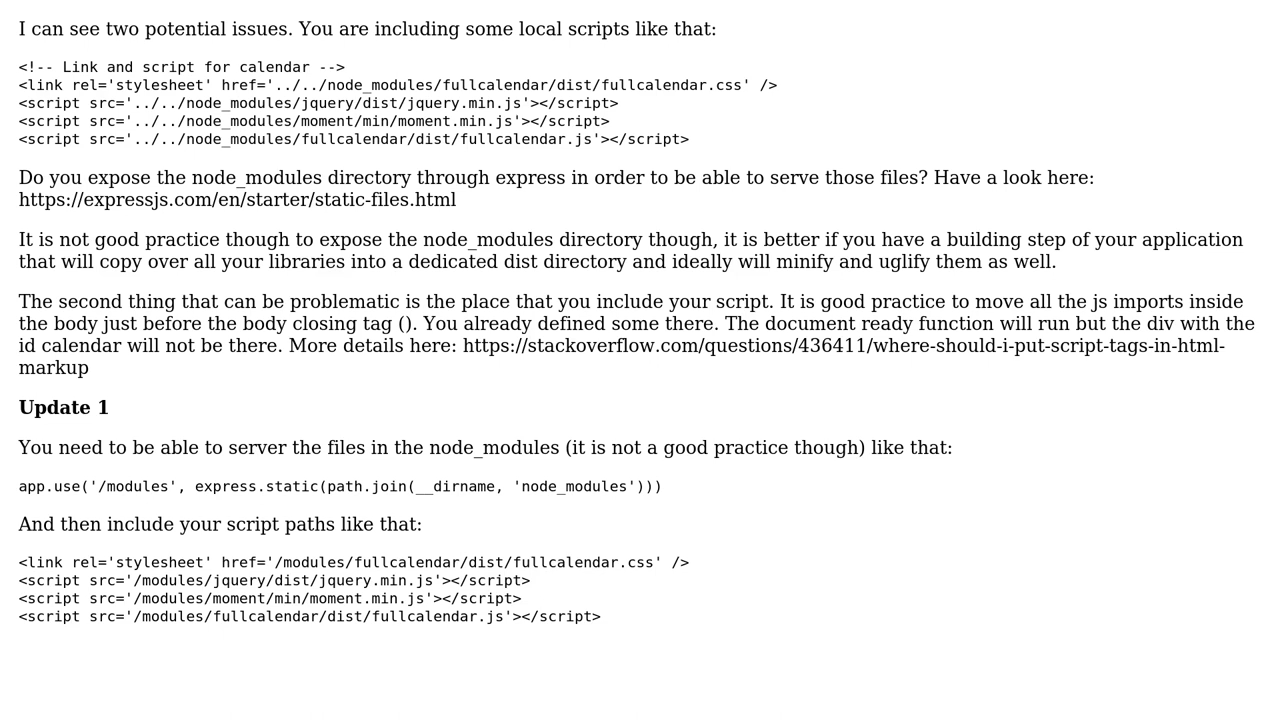 I can see two potential issues. You are including some local scripts like that:
<!-- Link and script for calendar -->
<link rel='stylesheet' href='../../node_modules/fullcalendar/dist/fullcalendar.css' />
<script src='../../node_modules/jquery/dist/jquery.min.js'></script>
<script src='../../node_modules/moment/min/moment.min.js'></script>
<script src='../../node_modules/fullcalendar/dist/fullcalendar.js'></script>
Do you expose the node_modules directory through express in order to be able to serve those files? Have a look here:
https://expressjs.com/en/starter/static-files.html
It is not good practice though to expose the node_modules directory though, it is better if you have a building step of your application
that will copy over all your libraries into a dedicated dist directory and ideally will minify and uglify them as well.
The second thing that can be problematic is the place that you include your script. It is good practice to move all the js imports inside
the body just before the body closing tag (). You already defined some there. The document ready function will run but the div with the
id calendar will not be there. More details here: https://stackoverflow.com/questions/436411/where-should-i-put-script-tags-in-html-
markup
Update 1
You need to be able to server the files in the node_modules (it is not a good practice though) like that:
app.use('/modules', express.static(path.join(__dirname, 'node_modules')))
And then include your script paths like that:
<link rel='stylesheet' href='/modules/fullcalendar/dist/fullcalendar.css' />
<script src='/modules/jquery/dist/jquery.min.js'></script>
<script src='/modules/moment/min/moment.min.js'></script>
<script src='/modules/fullcalendar/dist/fullcalendar.js'></script>